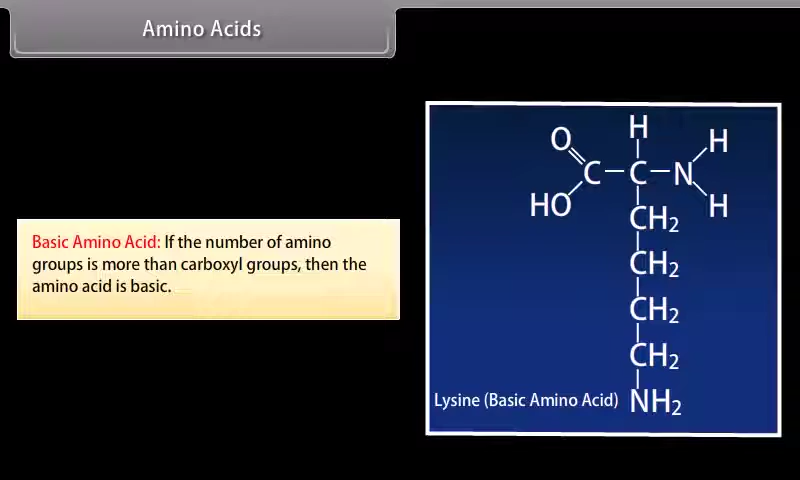 Amino Acids
Basic Amino Acid: If the number of amino
groups is more than carboxyl groups, then the
amino acid is basic.
H
O H
C C N
HO H
CH₂
CH₂
CH₂
CH₂
Lysine (Basic Amino Acid) NH₂